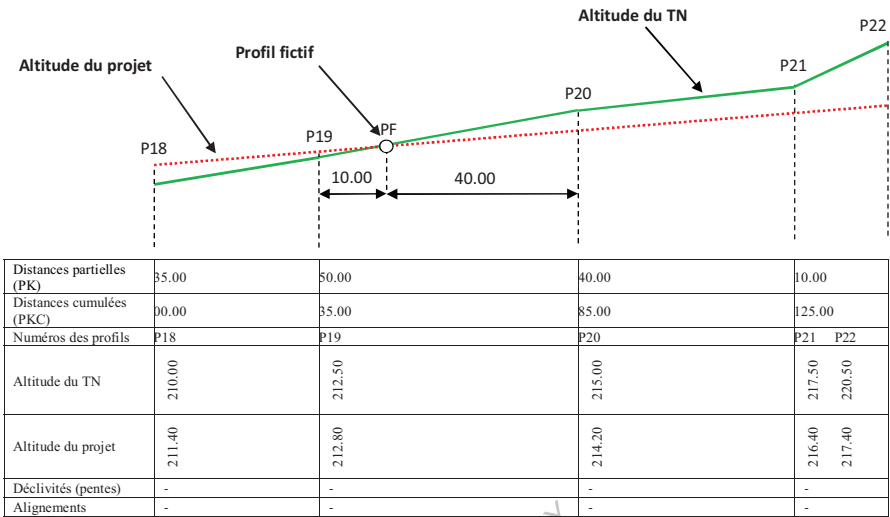 Altitude du TN
P22
Profil fictif
Altitude du projet
P21
P20
PF
P19
P18
10.00
40.00
Distances partielles
(PK)
35.00
50.00
40.00
10.00
Distances cumulées
(PKC)
00.00
35.00
85.00
125.00
Numéros des profils
P18
P19
P20
P21
P22
Altitude du TN
210.00
212.50
215.00
217.50
220.50
Altitude du projet
211.40
212.80
214.20
216.40
217.40
Déclivités (pentes)
-
-
-
-
Alignements
-
-
-
-